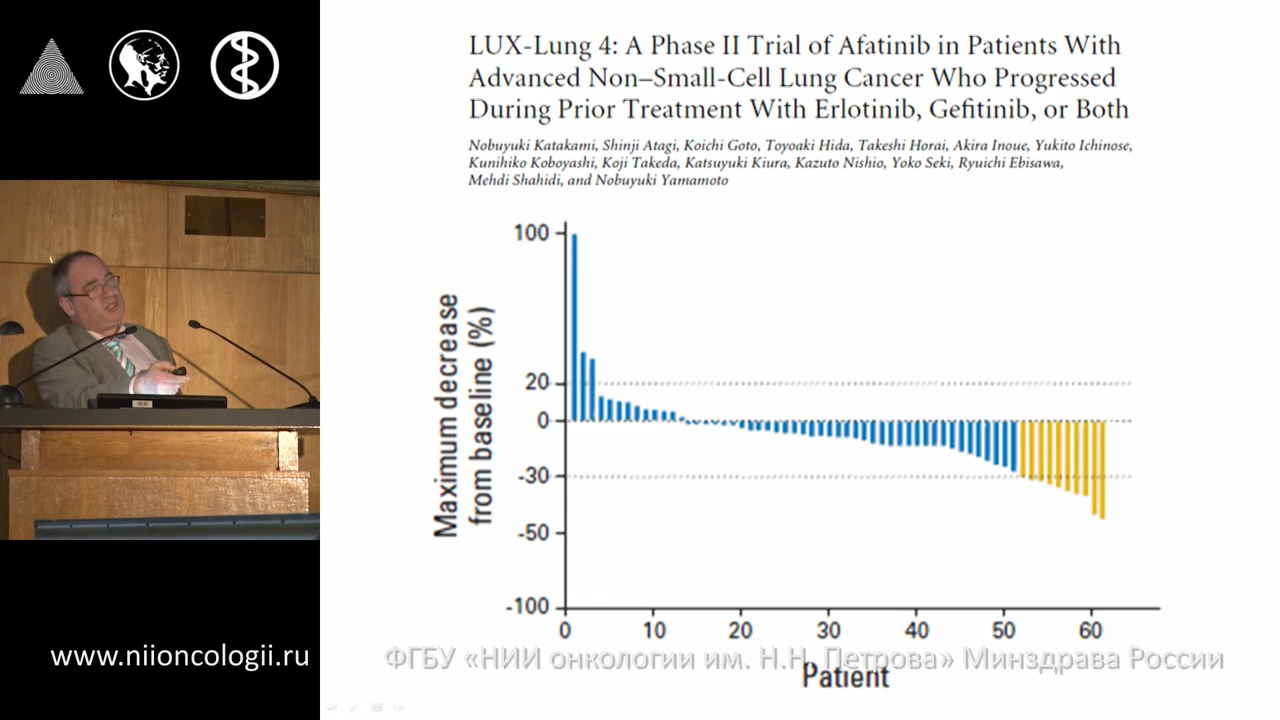 LUX-Lung 4: A Phase II Trial of Afatinib in Patients With
Advanced Non–Small-Cell Lung Cancer Who Progressed
During Prior Treatment With Erlotinib, Gefitinib, or Both
Nobuyuki Katakami, Shinji Atagi, Koichi Goto, Toyoaki Hida, Takeshi Horai, Akira Inoue, Yukito Ichinose,
Kunihiko Koboyashi, Koji Takeda, Katsuyuki Kiura, Kazuto Nishio, Yoko Seki, Ryuichi Ebisawa,
Mehdi Shahidi, and Nobuyuki Yamamoto
Maximum decrease
from baseline (%)
100
20
0
-30
-50
-100
0 10 20 30 40 50 60
Patient
www.niioncologii.ru
ФГБУ «НИИ онкологии им. Н.Н. Петрова» Минздрава России